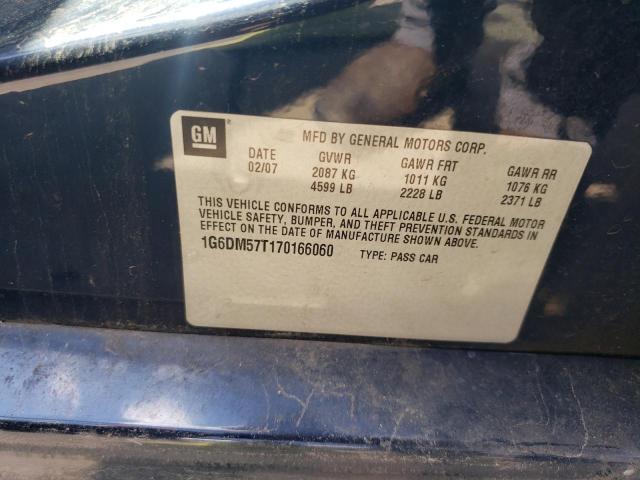 GM
MFD BY GENERAL MOTORS CORP.
DATE GVWR GAWR FRT GAWR RR
02/07 2087 KG 1011 KG 1076 KG
4599 LB 2228 LB 2371 LB
THIS VEHICLE CONFORMS TO ALL APPLICABLE U.S. FEDERAL MOTOR
VEHICLE SAFETY, BUMPER, AND THEFT PREVENTION STANDARDS IN
EFFECT ON THE DATE OF MANUFACTURE SHOWN ABOVE.
1G6DM57T170166060 TYPE: PASS CAR